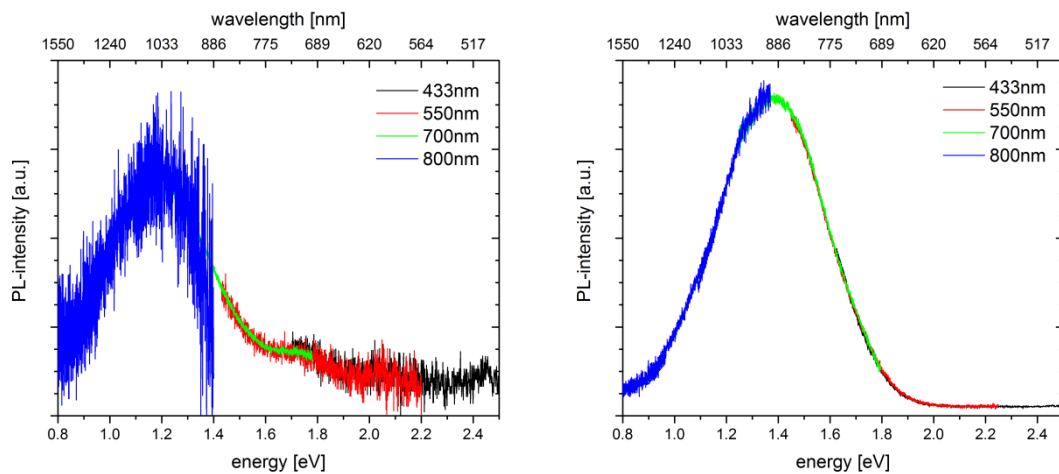 wavelength [nm]
1550 1240 1033 886 775 689 620 564 517
433nm
550nm
700nm
800nm
PL-intensity [a.u.]
0.8 1.0 1.2 1.4 1.6 1.8 2.0 2.2 2.4
energy [eV]
wavelength [nm]
1550 1240 1033 886 775 689 620 564 517
433nm
550nm
700nm
800nm
PL-intensity [a.u.]
0.8 1.0 1.2 1.4 1.6 1.8 2.0 2.2 2.4
energy [eV]